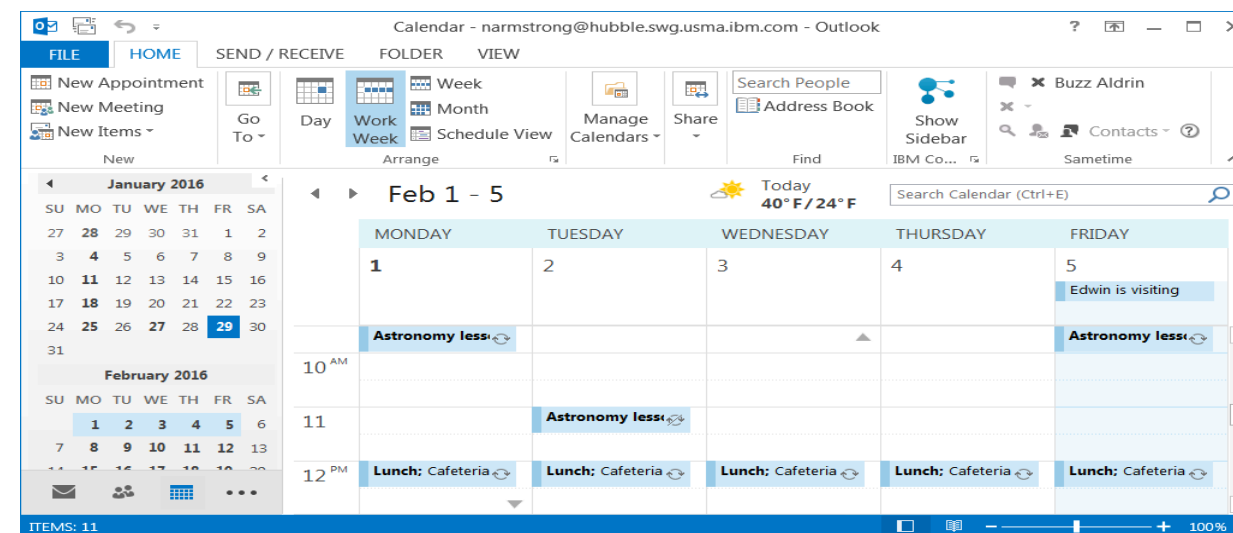 Calendar - narmstrong@hubble.swg.usma.ibm.com - Outlook ?
FILE HOME SEND / RECEIVE FOLDER VIEW
New Appointment
New Meeting
New Items
New
Go
To
Day
Work
Week
Week
Month
Schedule View
Arrange
Manage
Calendars
Share
Search People
Address Book
Find
Show
Sidebar
IBM Co...
Buzz Aldrin
Contacts
Sametime
January 2016
SU MO TU WE TH FR SA
27 28 29 30 31 1 2
3 4 5 6 7 8 9
10 11 12 13 14 15 16
17 18 19 20 21 22 23
24 25 26 27 28 29 30
31
February 2016
SU MO TU WE TH FR SA
1 2 3 4 5 6
7 8 9 10 11 12 13
Feb 1 - 5
Today
40°F/24°F
Search Calendar (Ctrl+E)
MONDAY TUESDAY WEDNESDAY THURSDAY FRIDAY
1 2 3 4 5
Edwin is visiting
Astronomy less Astronomy less
10 AM
11 Astronomy less
12 PM Lunch; Cafeteria Lunch; Cafeteria Lunch; Cafeteria Lunch; Cafeteria Lunch; Cafeteria
ITEMS: 11 100%